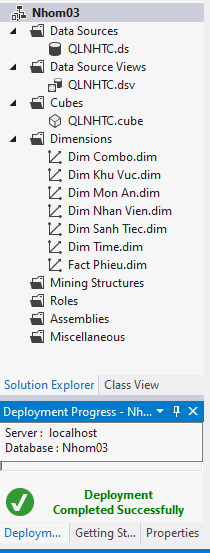 Nhom03
Data Sources
QLNHTC.ds
Data Source Views
QLNHTC.dsv
Cubes
QLNHTC.cube
Dimensions
Dim Combo.dim
Dim Khu Vuc.dim
Dim Mon An.dim
Dim Nhan Vien.dim
Dim Sanh Tiec.dim
Dim Time.dim
Fact Phieu.dim
Mining Structures
Roles
Assemblies
Miscellaneous
Solution Explorer Class View
Deployment Progress - Nh...
Server : localhost
Database : Nhom03
Deployment
Completed Successfully
Deploym... Getting St... Properties